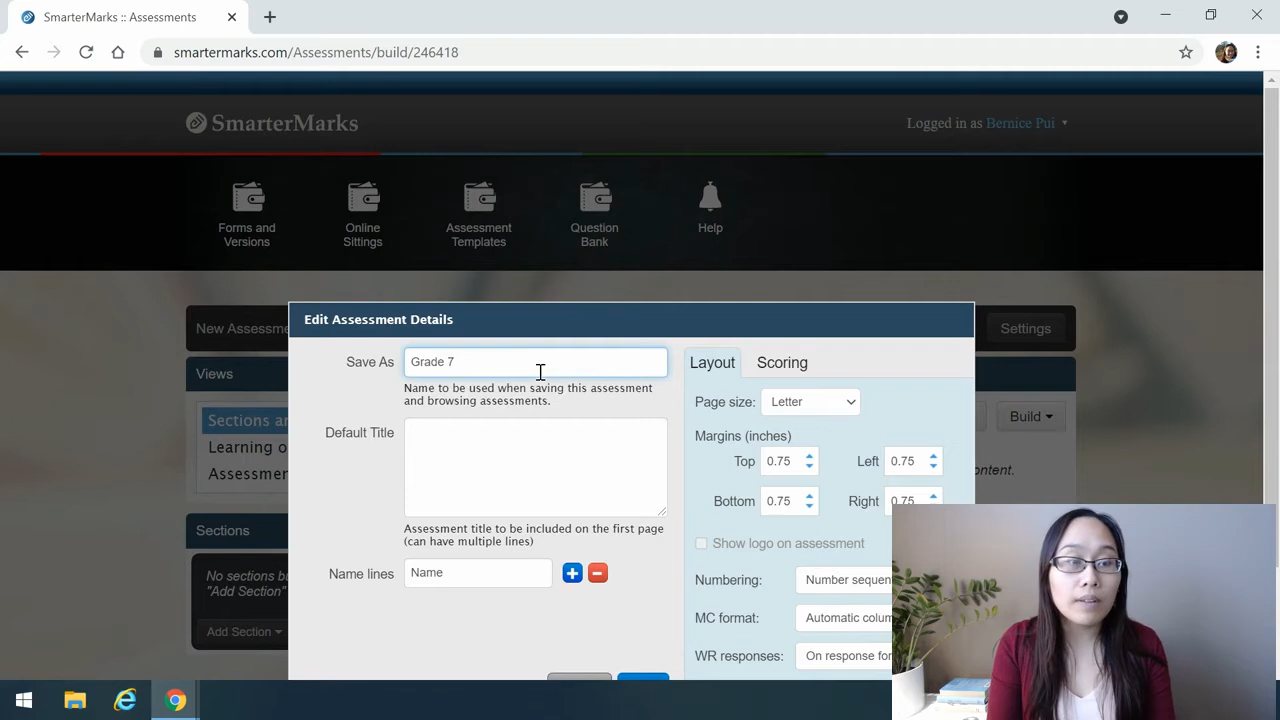 SmarterMarks :: Assessments
smartermarks.com/Assessments/build/246418
SmarterMarks
Logged in as Bernice Pui
Forms and
Versions
Online
Sittings
Assessment
Templates
Question
Bank
Help
New Assessme
Settings
Views
Sections a
Learning o
Assessmen
Build
ontent.
Sections
No sections bu
"Add Section"
Add Section
Edit Assessment Details
Save As
Grade 7
Name to be used when saving this assessment
and browsing assessments.
Default Title
Assessment title to be included on the first page
(can have multiple lines)
Name lines
Name
Layout
Scoring
Page size:
Letter
Margins (inches)
Top
0.75
Left
0.75
Bottom
0.75
Right
0.75
Show logo on assessment
Numbering:
Number sequen
MC format:
Automatic colum
WR responses:
On response for